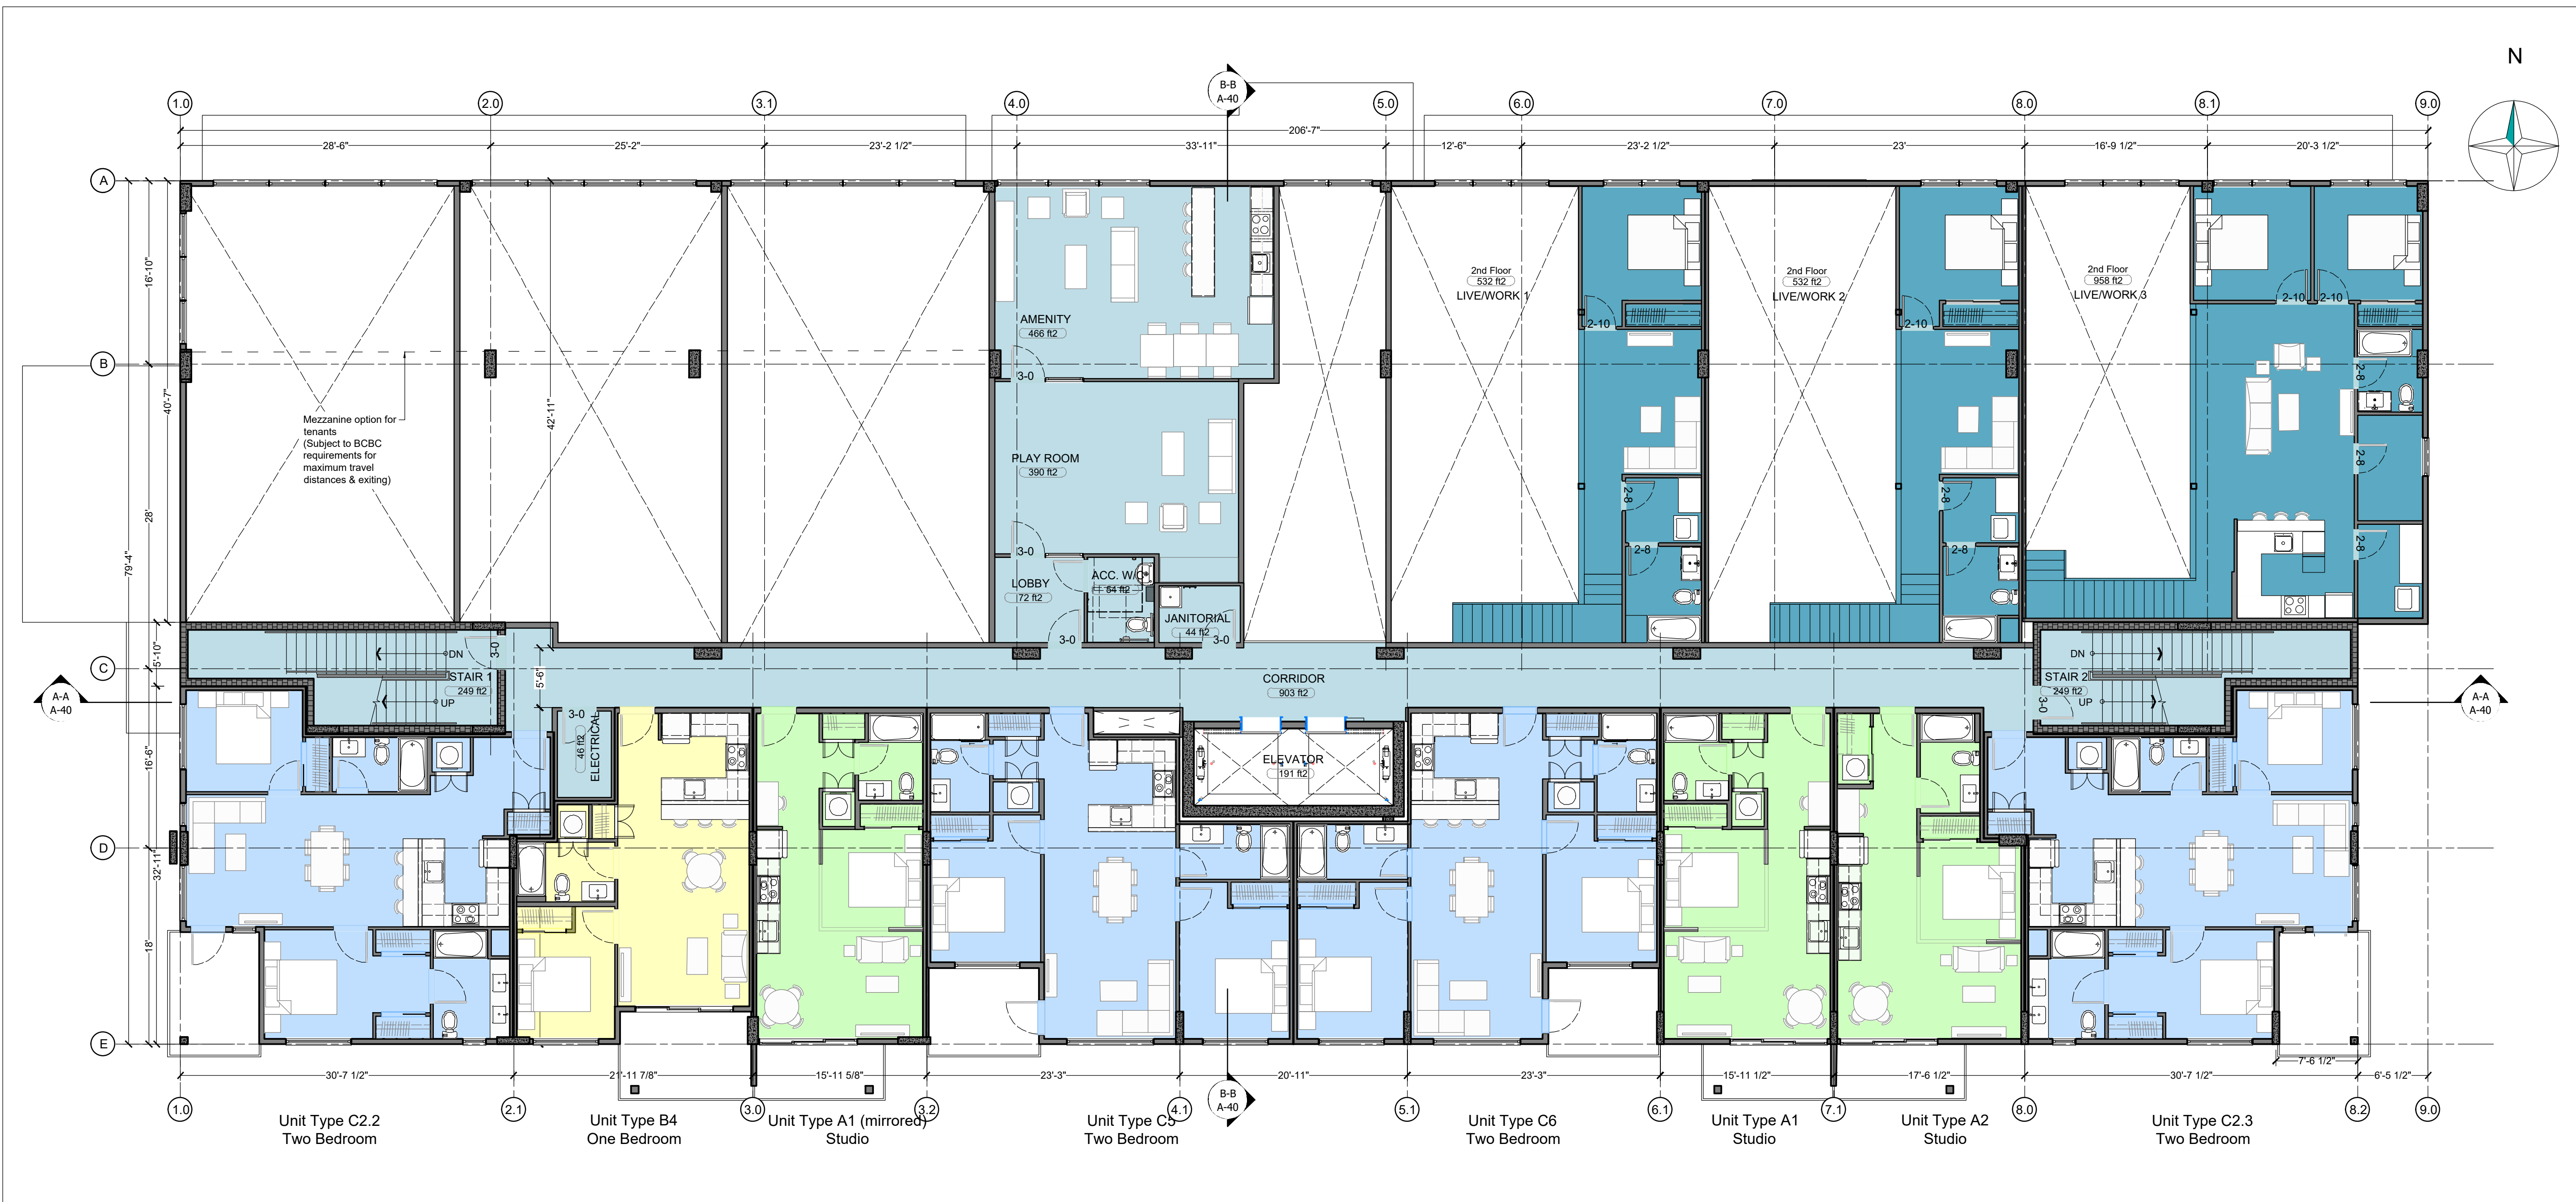 N
B-B
A-40
1.0
2.0
3.1
4.0
5.0
6.0
7.0
8.0
8.1
9.0
206'-7"
28'-6"
25'-2"
23'-2 1/2"
33'-11"
12'-6"
23'-2 1/2"
23'
16'-9 1/2"
20'-3 1/2"
A
B
C
D
E
79'-4"
16'-10"
40'-7"
28'
5'-10"
16'-6"
32'-11"
18'
42'-11"
5'-6"
Mezzanine option for
tenants
(Subject to BCBC
requirements for
maximum travel
distances & exiting)
AMENITY
466 ft2
3-0
PLAY ROOM
390 ft2
3-0
LOBBY
72 ft2
3-0
ACC. W/C
54 ft2
JANITORIAL
44 ft2
3-0
2nd Floor
532 ft2
LIVE/WORK 1
2-10
2-8
2-8
2nd Floor
532 ft2
LIVE/WORK 2
2-10
2-8
2-8
2nd Floor
958 ft2
LIVE/WORK 3
2-10
2-10
2-8
2-8
2-8
DN
3-0
STAIR 1
249 ft2
UP
CORRIDOR
903 ft2
DN
STAIR 2
249 ft2
UP
3-0
A-A
A-40
A-A
A-40
3-0
46 ft2
ELECTRICAL
ELEVATOR
191 ft2
30'-7 1/2"
21'-11 7/8"
15'-11 5/8"
23'-3"
20'-11"
23'-3"
15'-11 1/2"
17'-6 1/2"
30'-7 1/2"
7'-6 1/2"
6'-5 1/2"
B-B
A-40
1.0
2.1
3.0
3.2
4.1
5.1
6.1
7.1
8.0
8.2
9.0
Unit Type C2.2
Two Bedroom
Unit Type B4
One Bedroom
Unit Type A1 (mirrored)
Studio
Unit Type C5
Two Bedroom
Unit Type C6
Two Bedroom
Unit Type A1
Studio
Unit Type A2
Studio
Unit Type C2.3
Two Bedroom